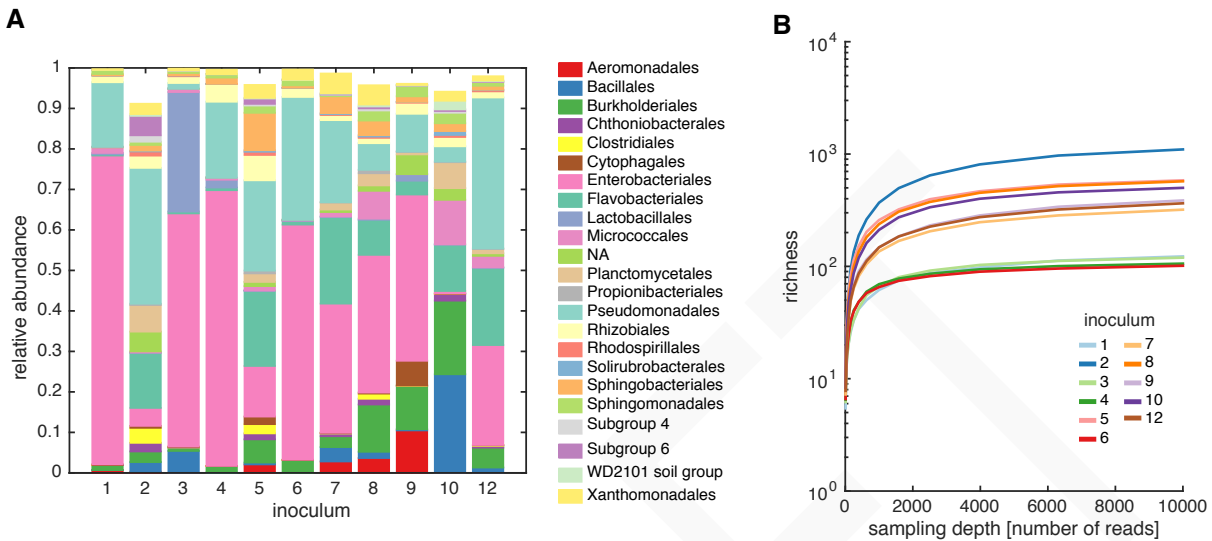 A
1
0.9
0.8
0.7
0.6
0.5
0.4
0.3
0.2
0.1
0
relative abundance
1 2 3 4 5 6 7 8 9 10 12
inoculum
Aeromonadales
Bacillales
Burkholderiales
Chthoniobacterales
Clostridiales
Cytophagales
Enterobacteriales
Flavobacteriales
Lactobacillales
Micrococcales
NA
Planctomycetales
Propionibacteriales
Pseudomonadales
Rhizobiales
Rhodospirillales
Solirubrobacterales
Sphingobacteriales
Sphingomonadales
Subgroup 4
Subgroup 6
WD2101 soil group
Xanthomonadales
B
10⁴
10³
10²
10¹
10⁰
richness
0 2000 4000 6000 8000 10000
sampling depth [number of reads]
inoculum
1 7
2 8
3 9
4 10
5 12
6